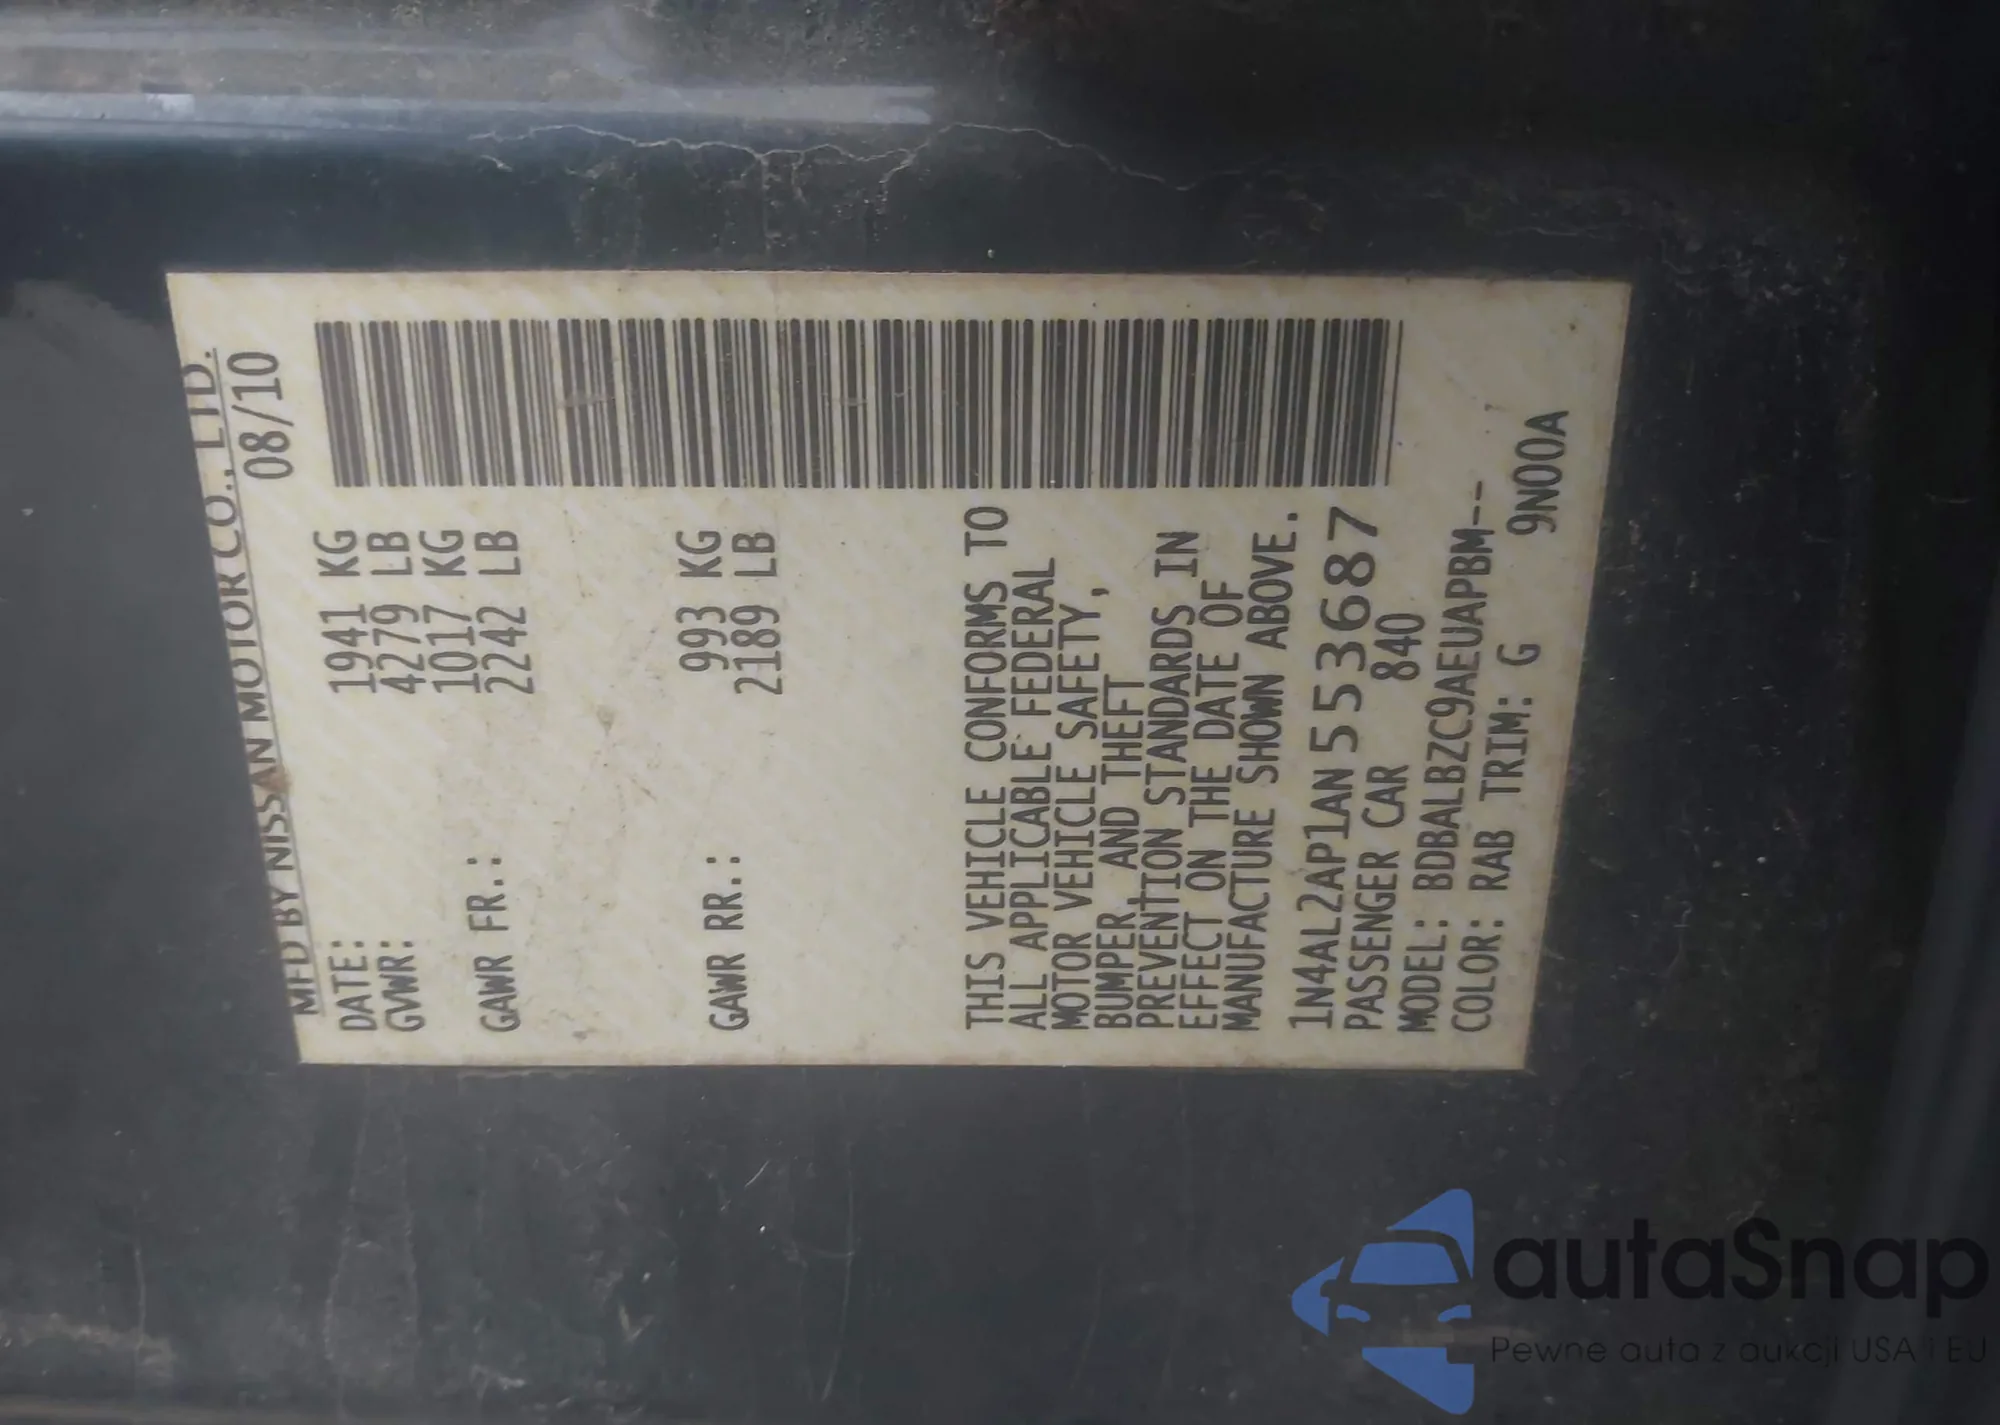 MFD BY NISSAN MOTOR CO., LTD.
DATE: 08/10
GVWR: 1941 KG
4279 LB
GAWR FR.: 1017 KG
2242 LB
GAWR RR.: 993 KG
2189 LB
THIS VEHICLE CONFORMS TO
ALL APPLICABLE FEDERAL
MOTOR VEHICLE SAFETY,
BUMPER, AND THEFT
PREVENTION STANDARDS IN
EFFECT ON THE DATE OF
MANUFACTURE SHOWN ABOVE.
1N4AL2AP1AN553687
PASSENGER CAR 840
MODEL: BDBALBZC9AEUAPBM--
COLOR: RAB TRIM: G 9N00A
autaSnap
Pewne auta z aukcji USA i EU